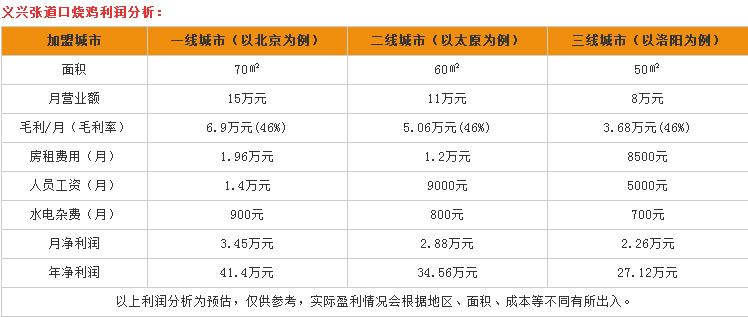 义兴张道口烧鸡利润分析：
加盟城市 一线城市（以北京为例） 二线城市（以太原为例） 三线城市（以洛阳为例）
面积 70㎡ 60㎡ 50㎡
月营业额 15万元 11万元 8万元
毛利/月（毛利率） 6.9万元(46%) 5.06万元(46%) 3.68万元(46%)
房租费用（月） 1.96万元 1.2万元 8500元
人员工资（月） 1.4万元 9000元 5000元
水电杂费（月） 900元 800元 700元
月净利润 3.45万元 2.88万元 2.26万元
年净利润 41.4万元 34.56万元 27.12万元
以上利润分析为预估，仅供参考，实际盈利情况会根据地区、面积、成本等不同有所出入。